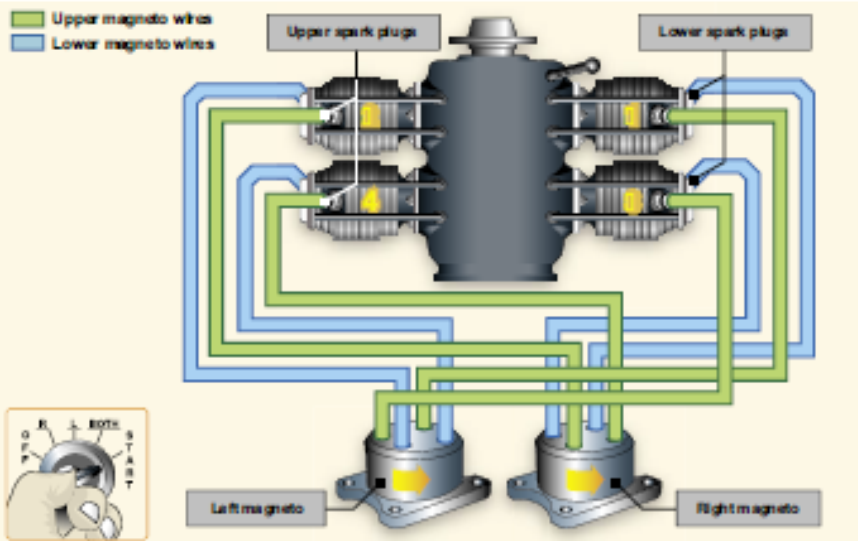 Upper magneto wires
Lower magneto wires
Upper spark plugs
Lower spark plugs
4
OFF
R
L
BOTH
START
Left magneto
Right magneto